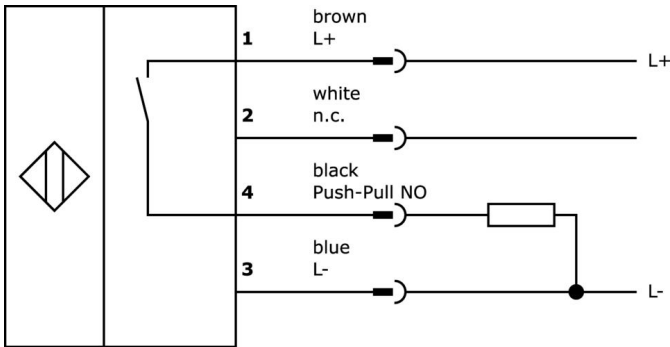 brown
1 L+ L+
white
2 n.c.
black
4 Push-Pull NO
blue
3 L- L-